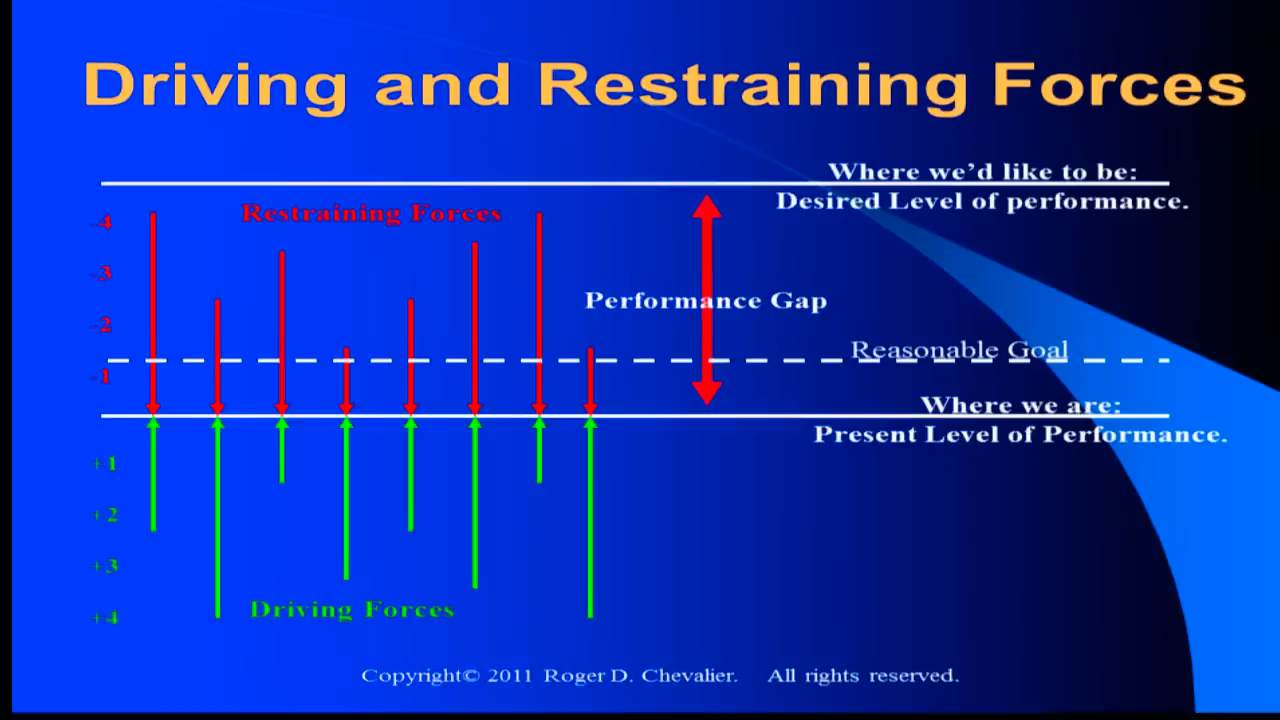 Driving and Restraining Forces
Where we'd like to be:
Desired Level of performance.
Restraining Forces
-4
-3
Performance Gap
-2
Reasonable Goal
-1
Where we are:
Present Level of Performance.
+1
+2
+3
Driving Forces
+4
Copyright© 2011 Roger D. Chevalier. All rights reserved.